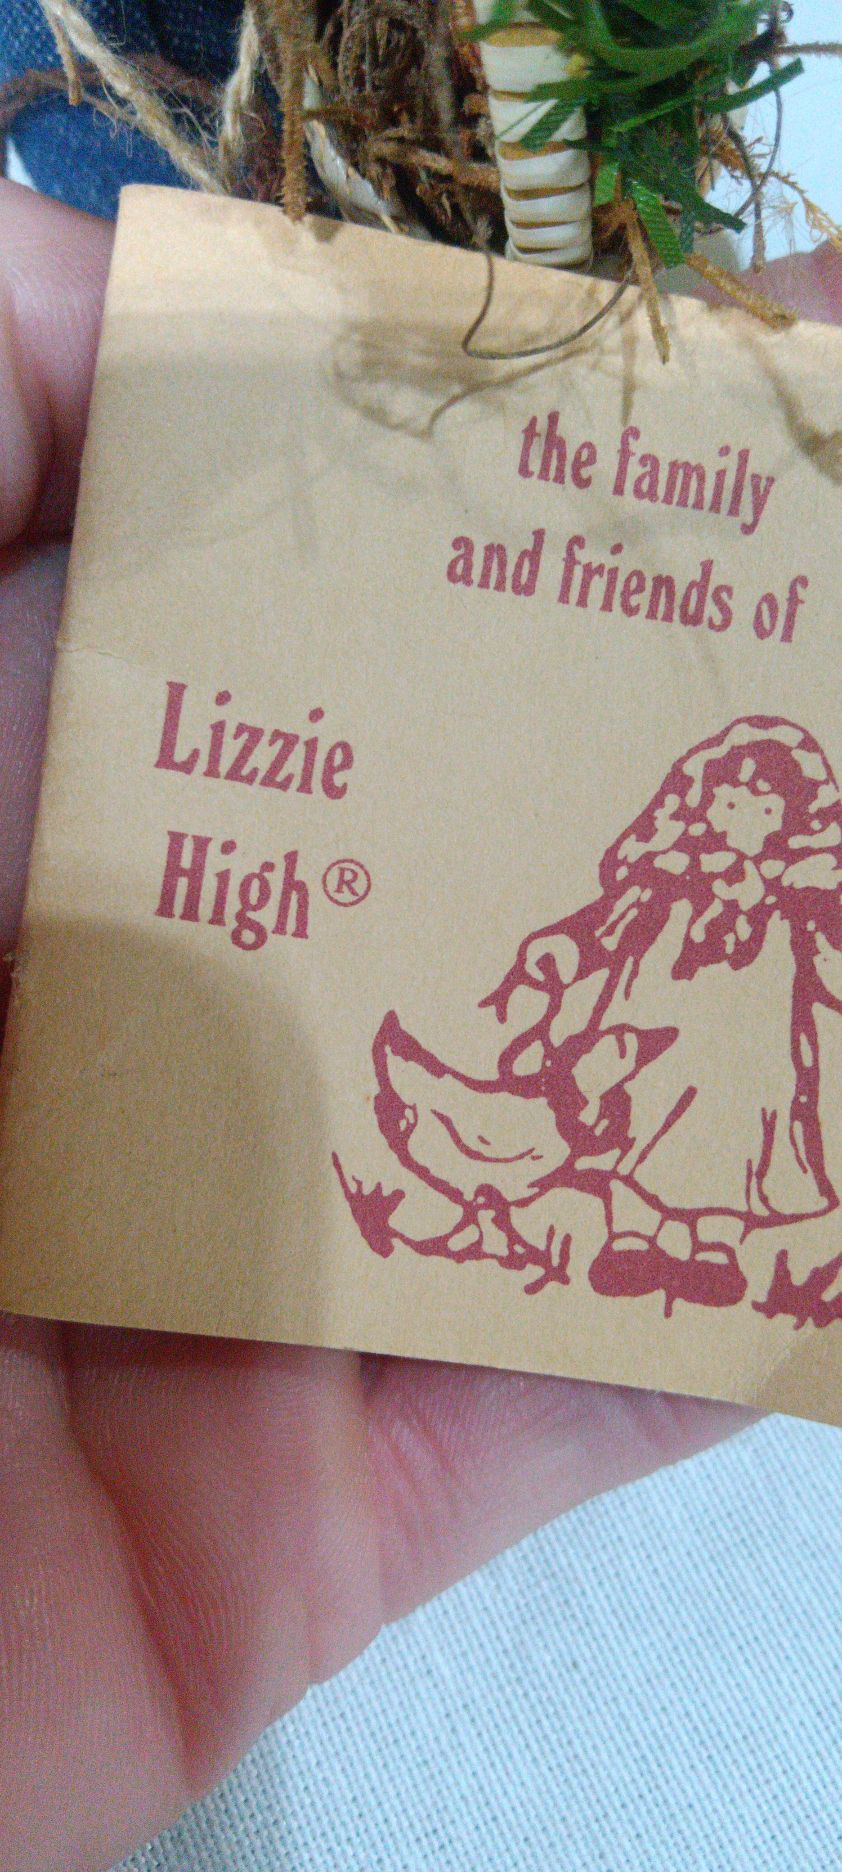 the family
and friends of
Lizzie
High®